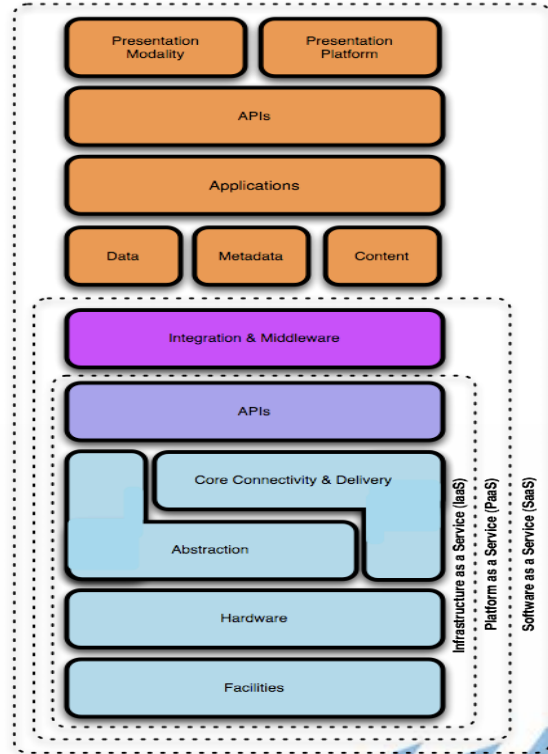 Presentation
Modality
Presentation
Platform
APIs
Applications
Data
Metadata
Content
Integration & Middleware
APIs
Core Connectivity & Delivery
Abstraction
Hardware
Facilities
Infrastructure as a Service (IaaS)
Platform as a Service (PaaS)
Software as a Service (SaaS)